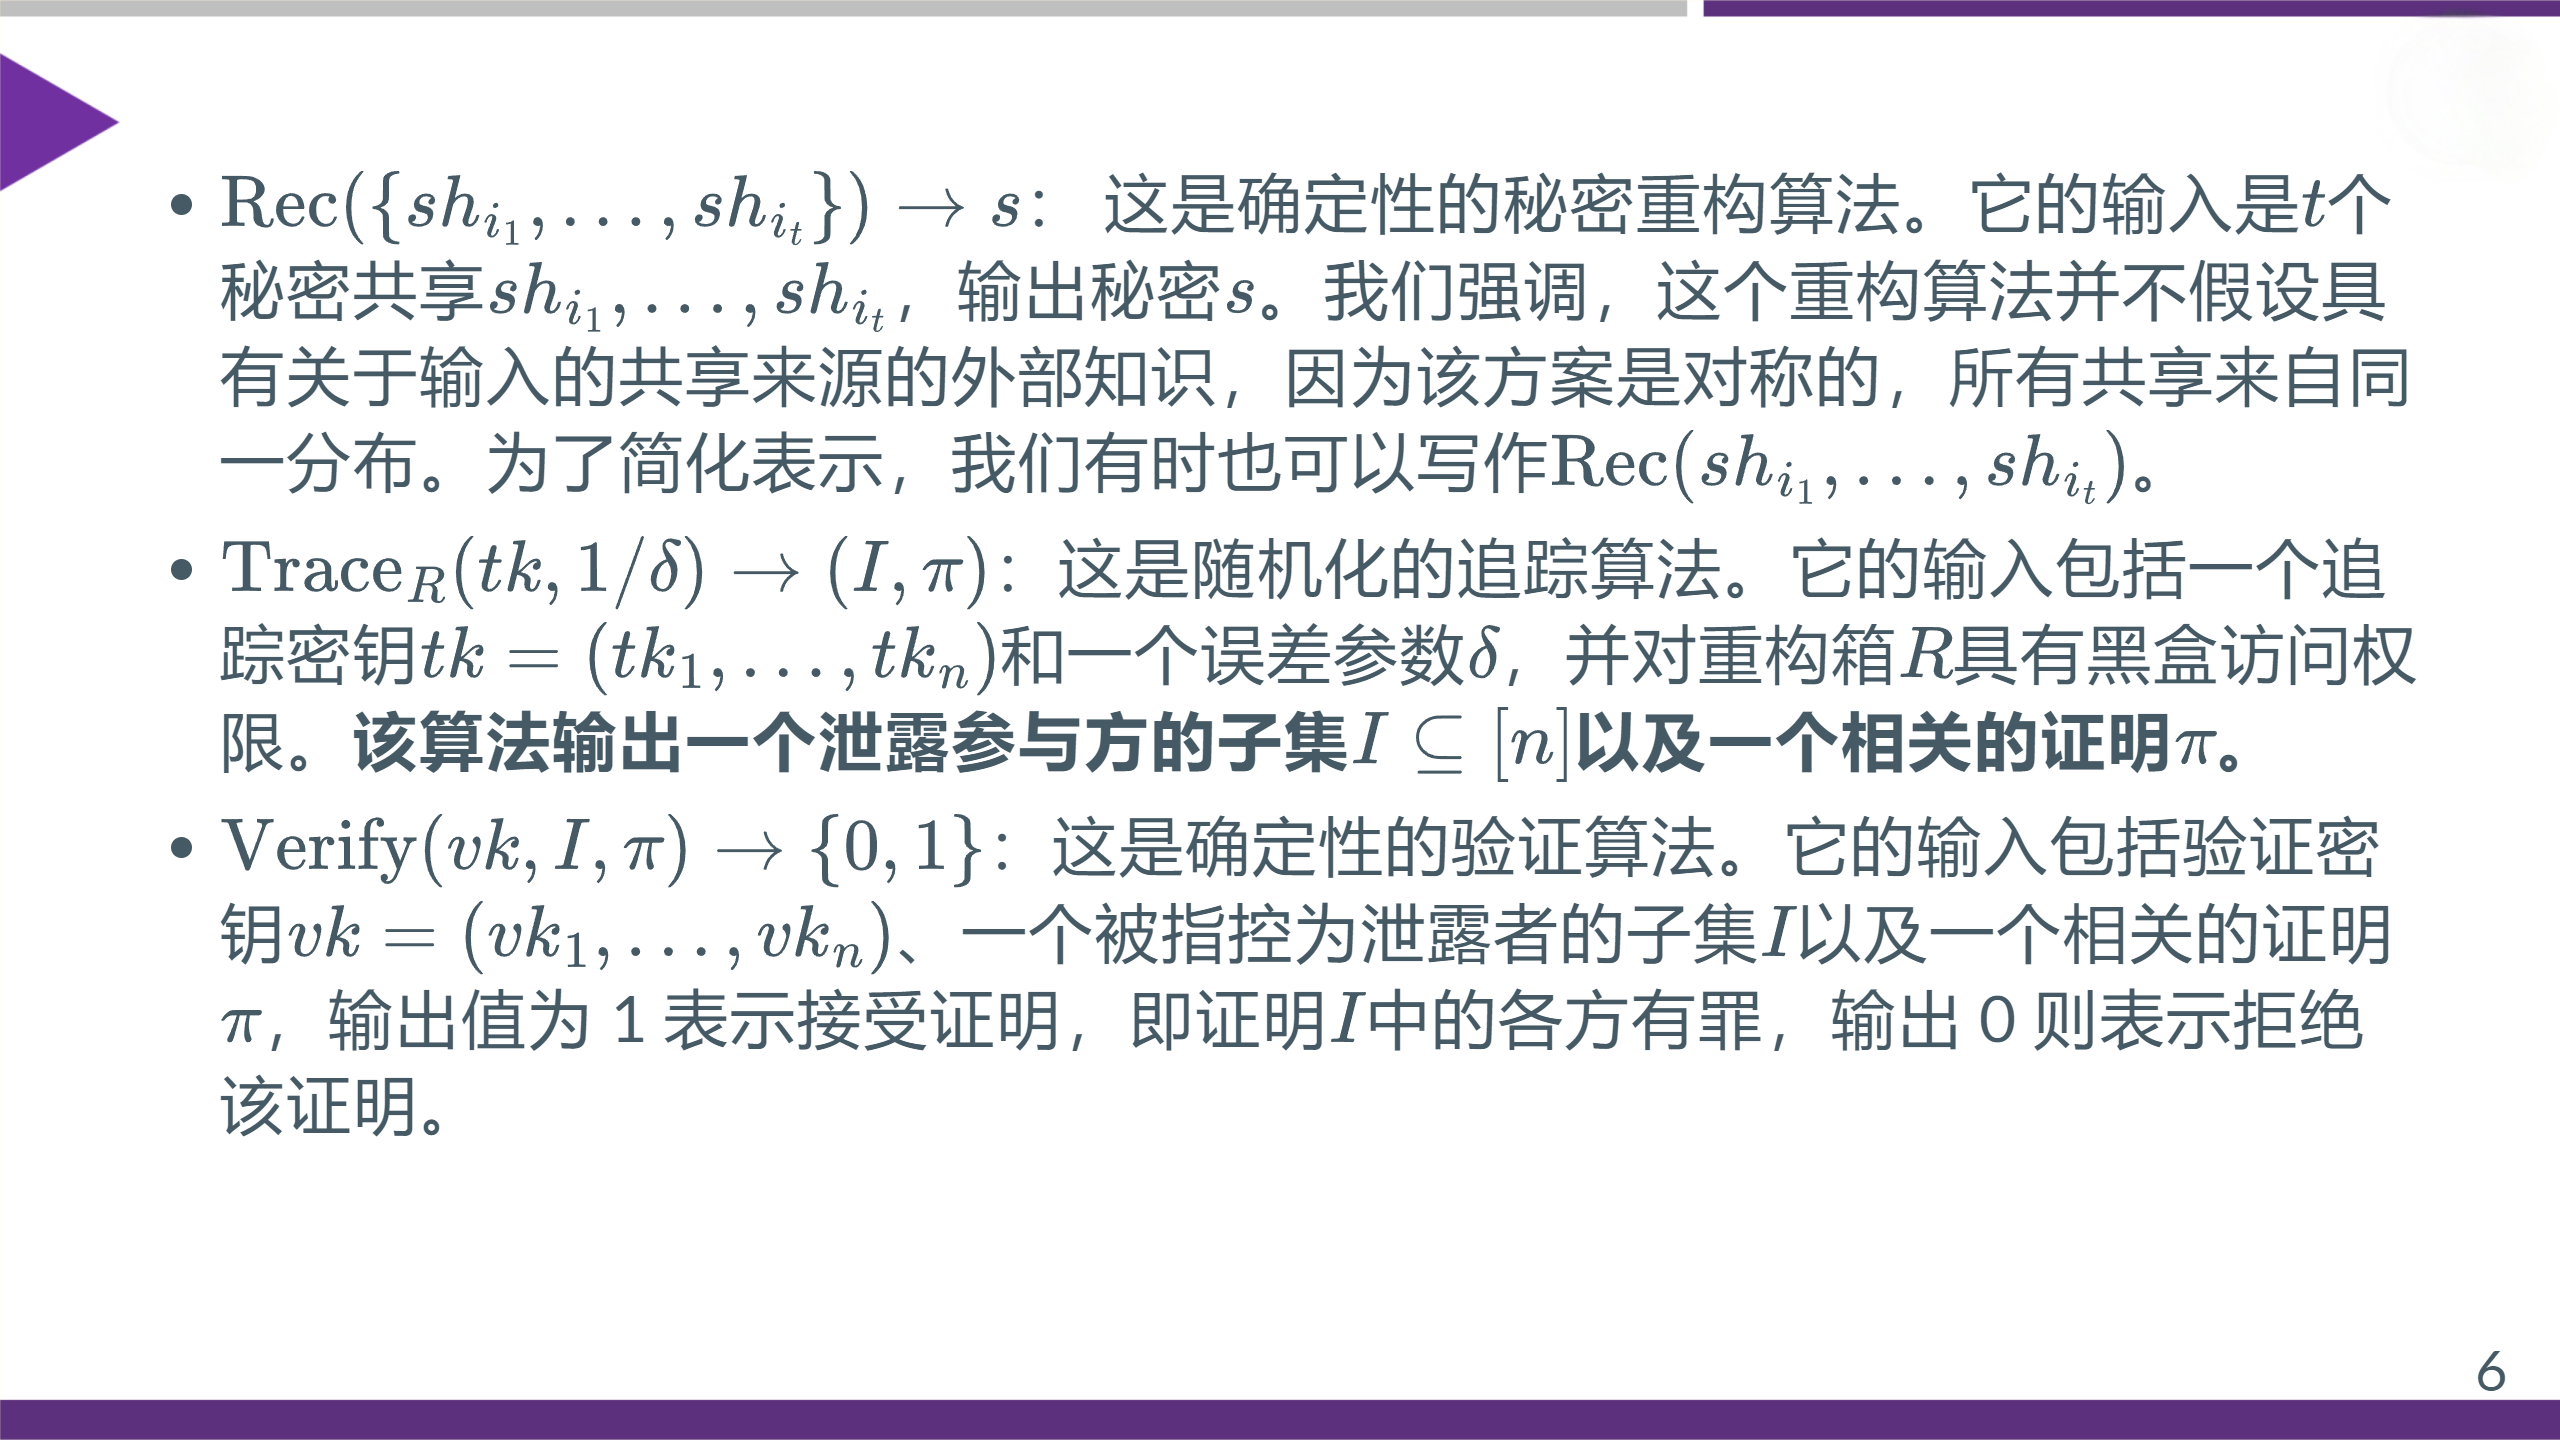 • Rec({sh_{i_1}, . . . , sh_{i_t}}) → s： 这是确定性的秘密重构算法。它的输入是t个
秘密共享sh_{i_1}, . . . , sh_{i_t}，输出秘密s。我们强调，这个重构算法并不假设具
有关于输入的共享来源的外部知识，因为该方案是对称的，所有共享来自同
一分布。为了简化表示，我们有时也可以写作Rec(sh_{i_1}, . . . , sh_{i_t})。
• Trace_R(tk, 1/δ) → (I, π)：这是随机化的追踪算法。它的输入包括一个追
踪密钥tk = (tk_1, . . . , tk_n)和一个误差参数δ，并对重构箱R具有黑盒访问权
限。该算法输出一个泄露参与方的子集I ⊆ [n]以及一个相关的证明π。
• Verify(vk, I, π) → {0, 1}：这是确定性的验证算法。它的输入包括验证密
钥vk = (vk_1, . . . , vk_n)、一个被指控为泄露者的子集I以及一个相关的证明
π，输出值为 1 表示接受证明，即证明I中的各方有罪，输出 0 则表示拒绝
该证明。
6